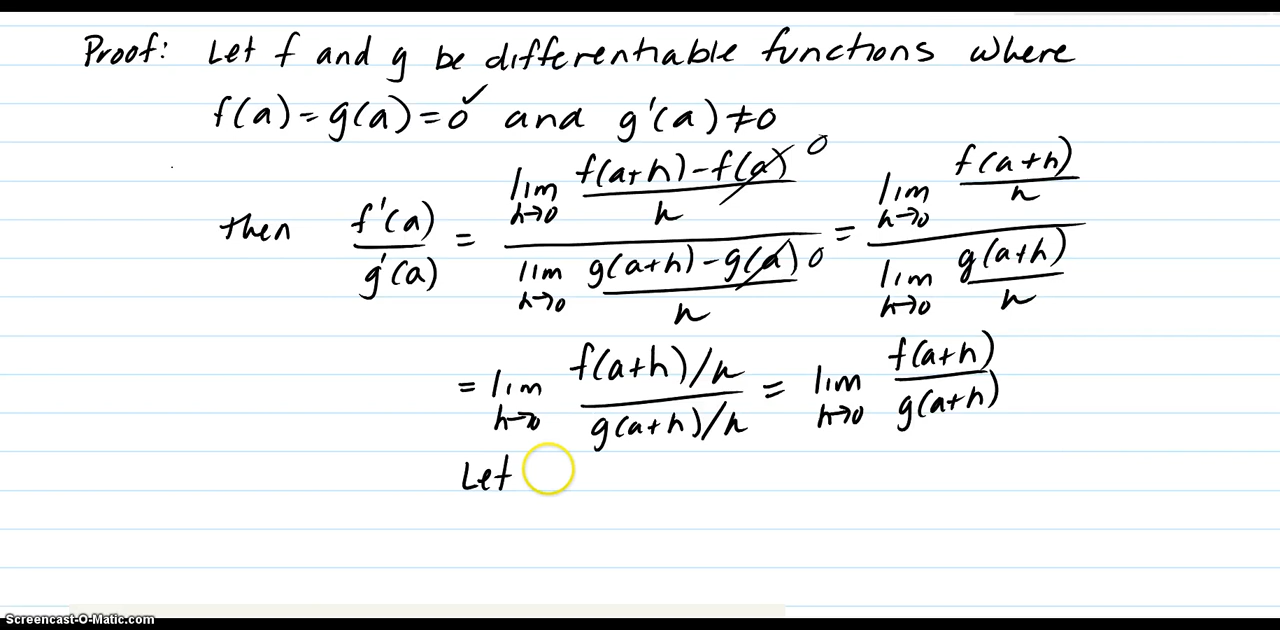 Proof: Let f and g be differentiable functions where
f(a) = g(a) = 0 ✓ and g'(a) ≠ 0
then f'(a)/g'(a) = (lim h→0 (f(a+h) - f(a) 0)/h)/(lim h→0 (g(a+h) - g(a) 0)/h) = (lim h→0 f(a+h)/h)/(lim h→0 g(a+h)/h)
= lim h→0 (f(a+h)/h)/(g(a+h)/h) = lim h→0 f(a+h)/g(a+h)
Let
Screencast-O-Matic.com